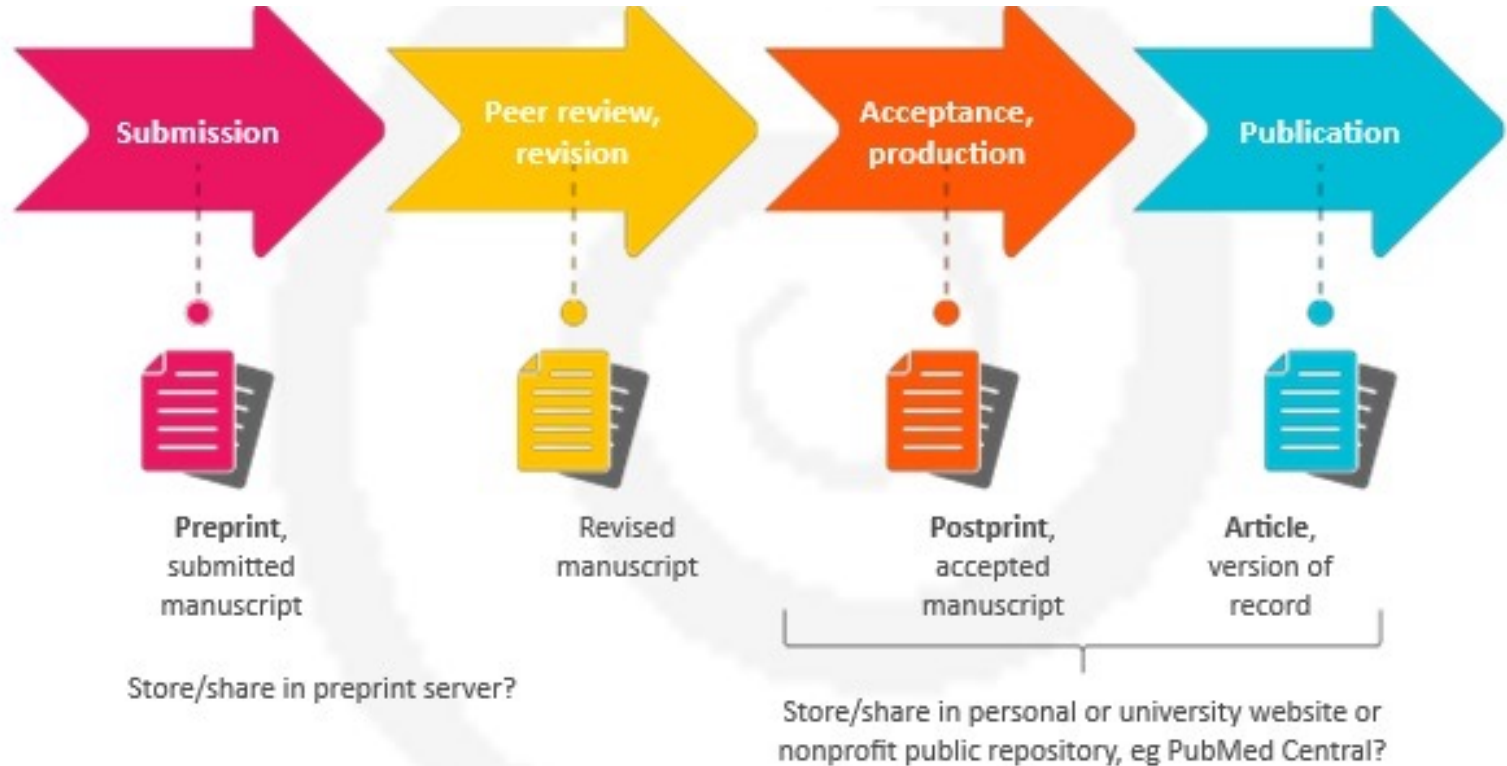 Submission
Peer review,
revision
Acceptance,
production
Publication
Preprint,
submitted
manuscript
Revised
manuscript
Postprint,
accepted
manuscript
Article,
version of
record
Store/share in preprint server?
Store/share in personal or university website or
nonprofit public repository, eg PubMed Central?